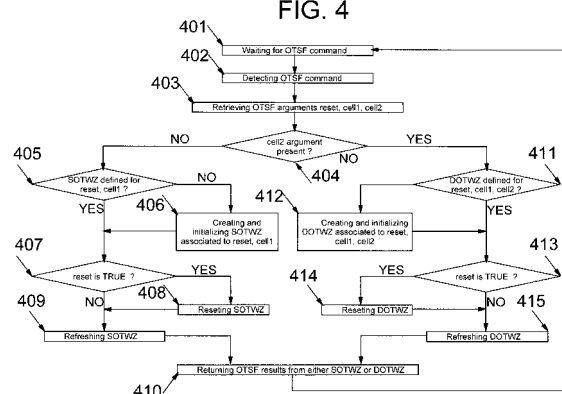 FIG. 4
401
Waiting for OTSF command
402
Detecting OTSF command
403
Retrieving OTSF arguments reset, cell1, cell2
cell2 argument
present ?
NO
YES
NO
404
405
SOTWZ defined for
reset, cell1 ?
NO
YES
406
Creating and
initializing SOTWZ
associated to reset, cell1
411
DOTWZ defined for
reset, cell1, cell2 ?
YES
412
Creating and initializing
DOTWZ associated to reset,
cell1, cell2
407
reset is TRUE ?
YES
NO
408
Reseting SOTWZ
409
Refreshing SOTWZ
413
reset is TRUE ?
YES
NO
414
Reseting DOTWZ
415
Refreshing DOTWZ
Returning OTSF results from either SOTWZ or DOTWZ
410